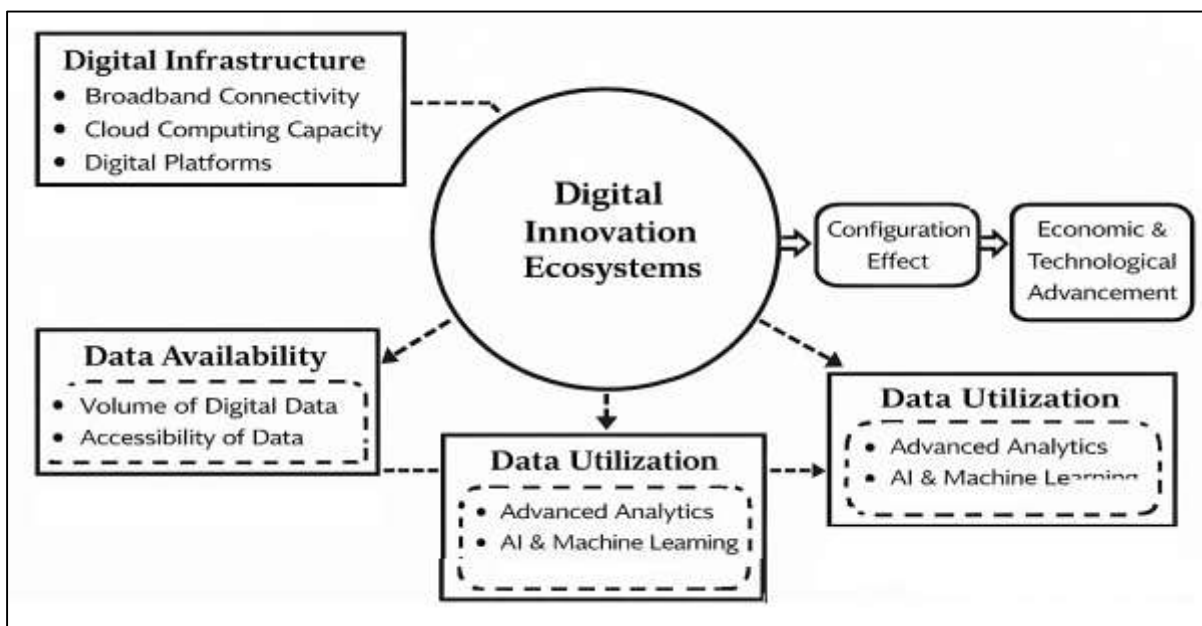 Digital Infrastructure
• Broadband Connectivity
• Cloud Computing Capacity
• Digital Platforms
Digital
Innovation
Ecosystems
Configuration
Effect
Economic &
Technological
Advancement
Data Availability
• Volume of Digital Data
• Accessibility of Data
Data Utilization
• Advanced Analytics
• AI & Machine Learning
Data Utilization
• Advanced Analytics
• AI & Machine Learning